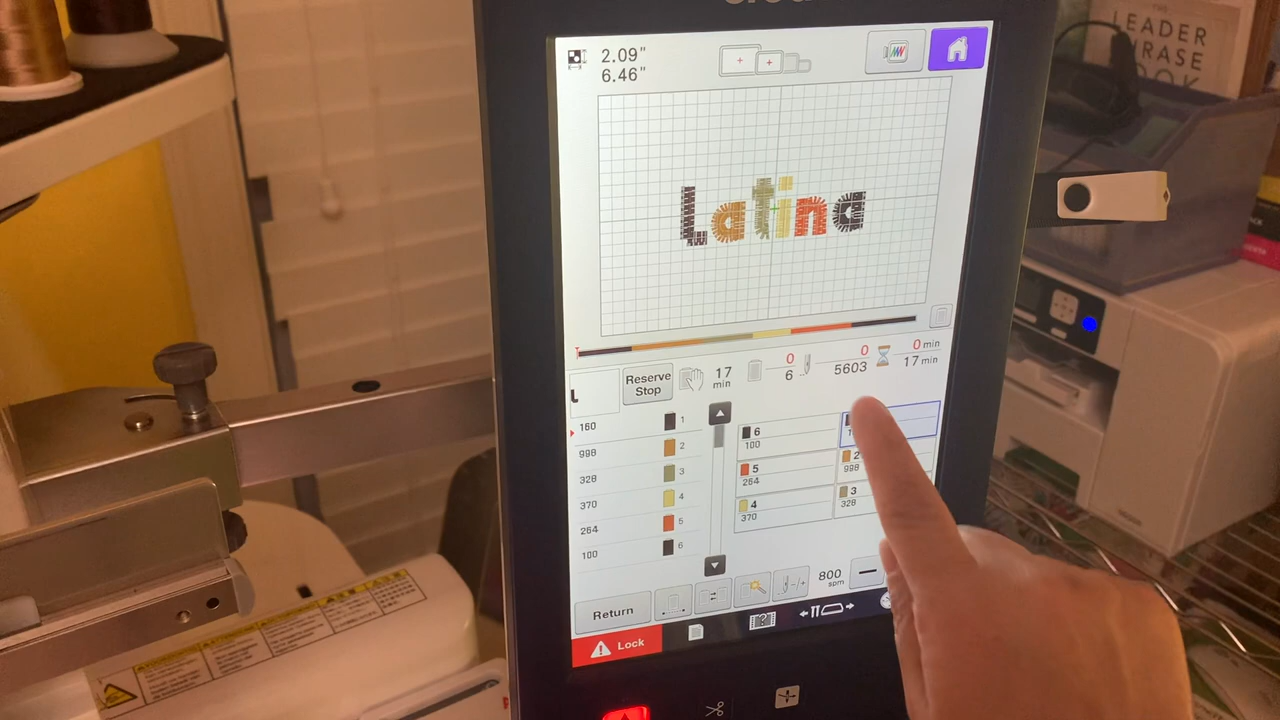 2.09"
6.46"
Latina
Reserve
Stop
17
min
0
6
0
5603
0 min
17 min
160
1
998
2
328
3
370
4
264
5
100
6
6
100
5
264
4
370
2
998
3
328
800
spm
Return
Lock
THE
LEADER
PHRASE